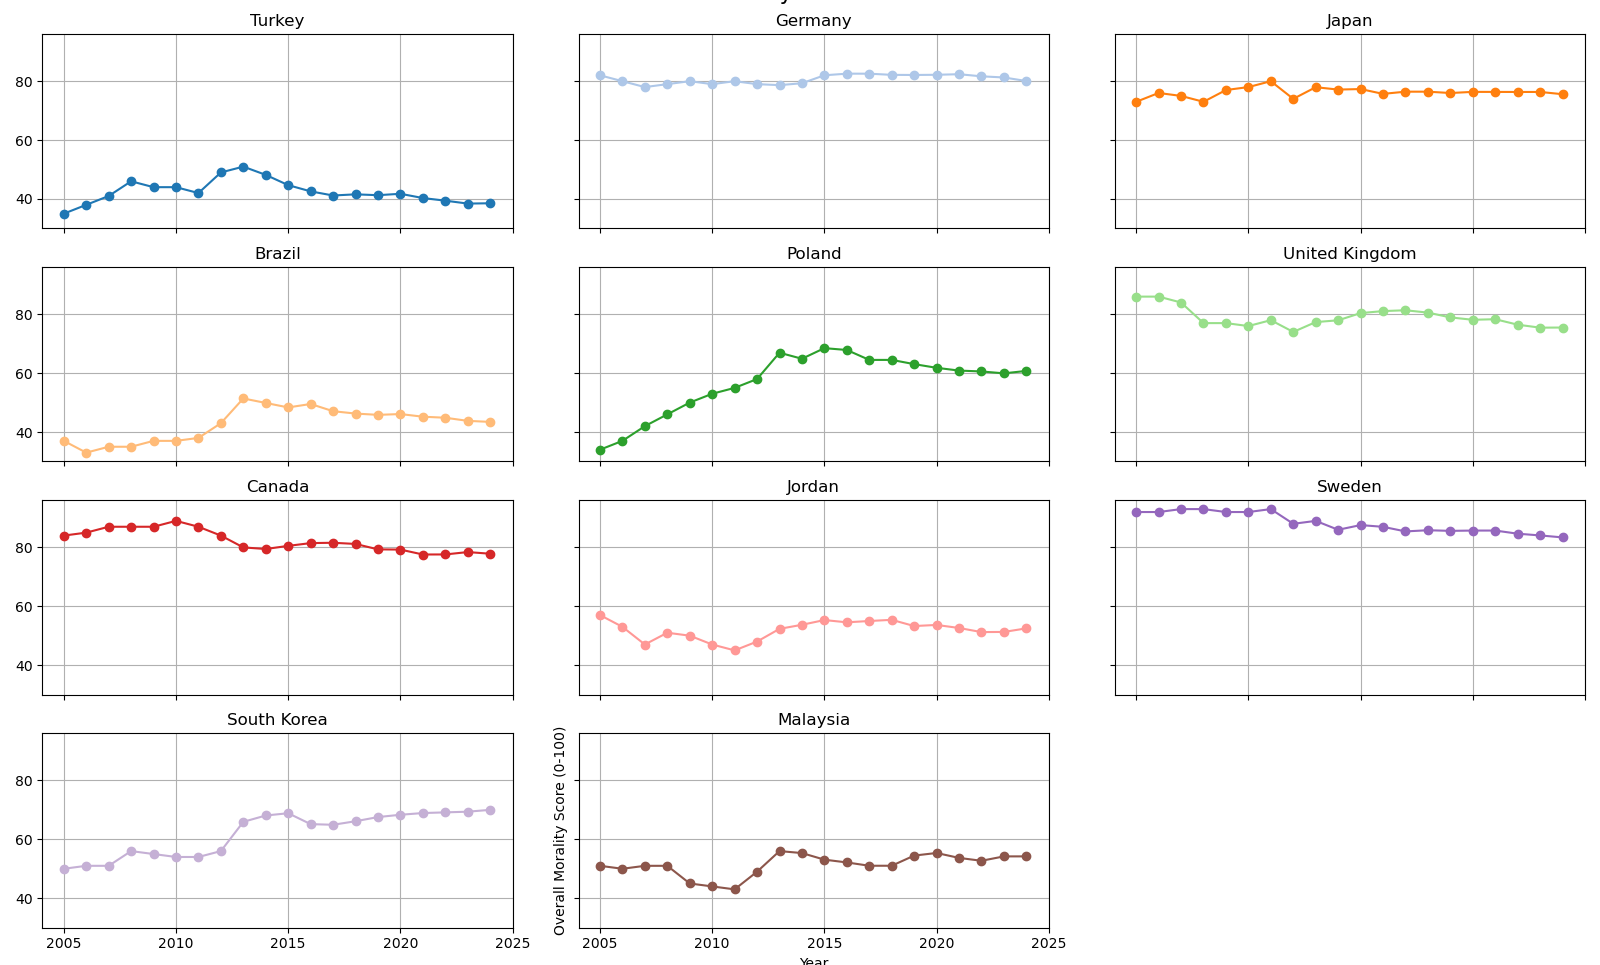 Turkey
Germany
Japan
80
60
40
Brazil
Poland
United Kingdom
80
60
40
Canada
Jordan
Sweden
80
60
40
South Korea
Malaysia
80
60
40
Overall Morality Score (0-100)
2005 2010 2015 2020 2025
2005 2010 2015 2020 2025
Year